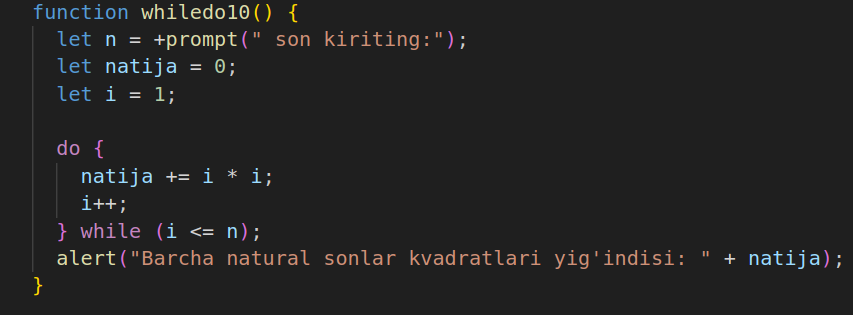 function whiledo10() {
let n = +prompt(" son kiriting:");
let natija = 0;
let i = 1;
do {
natija += i * i;
i++;
} while (i <= n);
alert("Barcha natural sonlar kvadratlari yig'indisi: " + natija);
}